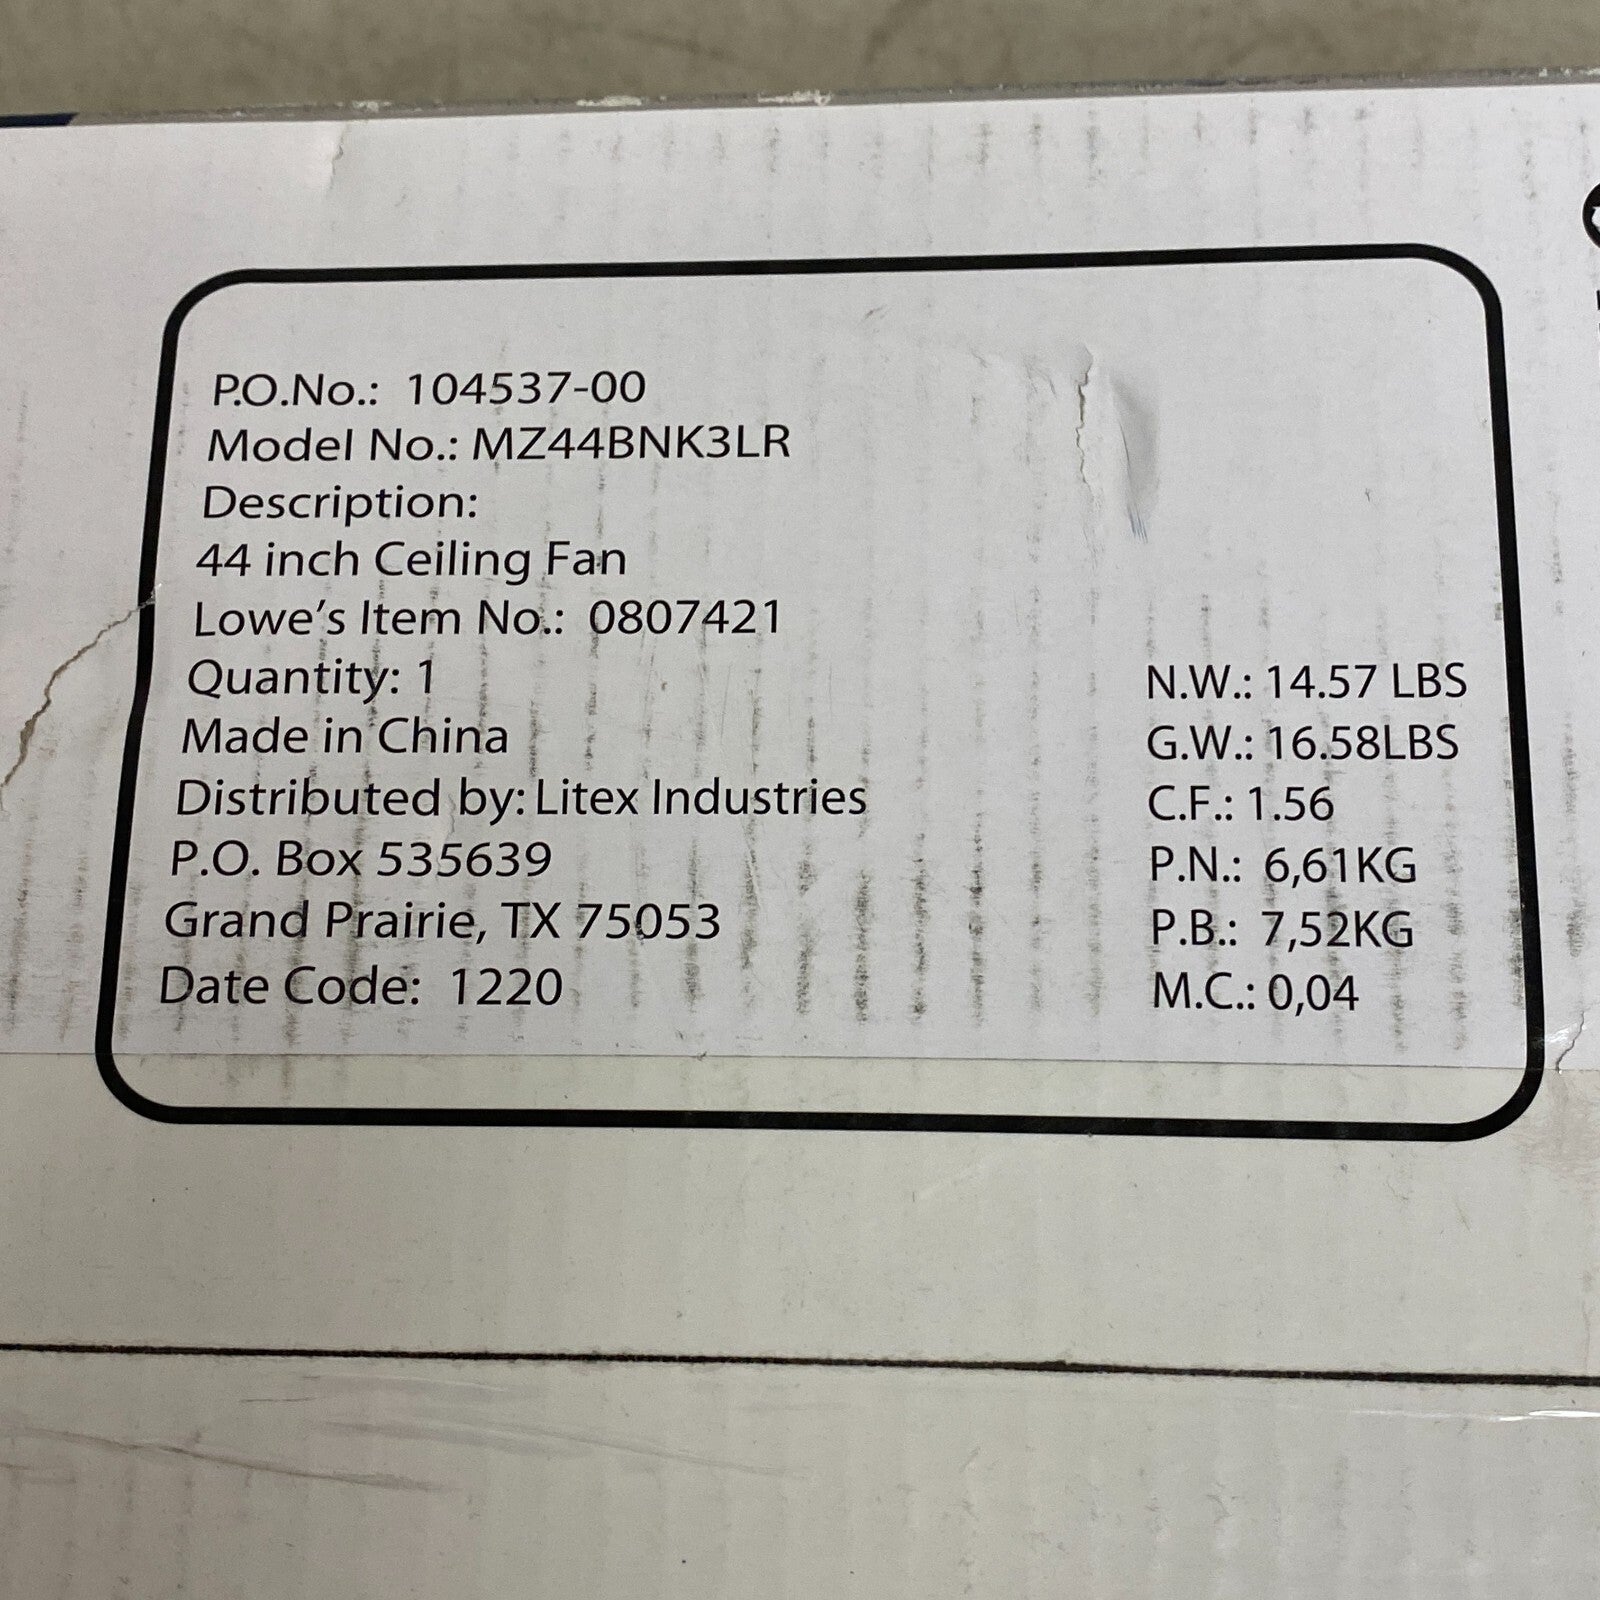 P.O.No.: 104537-00
Model No.: MZ44BNK3LR
Description:
44 inch Ceiling Fan
Lowe's Item No.: 0807421
Quantity: 1
Made in China
Distributed by: Litex Industries
P.O. Box 535639
Grand Prairie, TX 75053
Date Code: 1220
N.W.: 14.57 LBS
G.W.: 16.58LBS
C.F.: 1.56
P.N.: 6,61KG
P.B.: 7,52KG
M.C.: 0,04